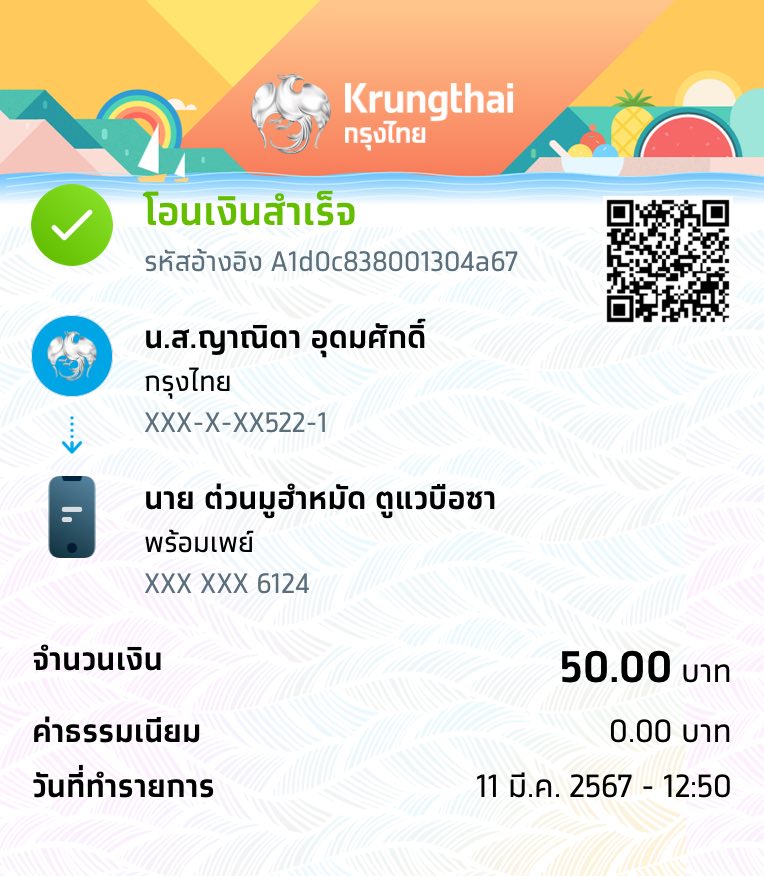 Krungthai
กรุงไทย
โอนเงินสำเร็จ
รหัสอ้างอิง A1d0c838001304a67
น.ส.ญาณิดา อุดมศักดิ์
กรุงไทย
XXX-X-XX522-1
นาย ต่วนมูฮำหมัด ตูแวบือซา
พร้อมเพย์
XXX XXX 6124
จำนวนเงิน 50.00 บาท
ค่าธรรมเนียม 0.00 บาท
วันที่ทำรายการ 11 มี.ค. 2567 - 12:50